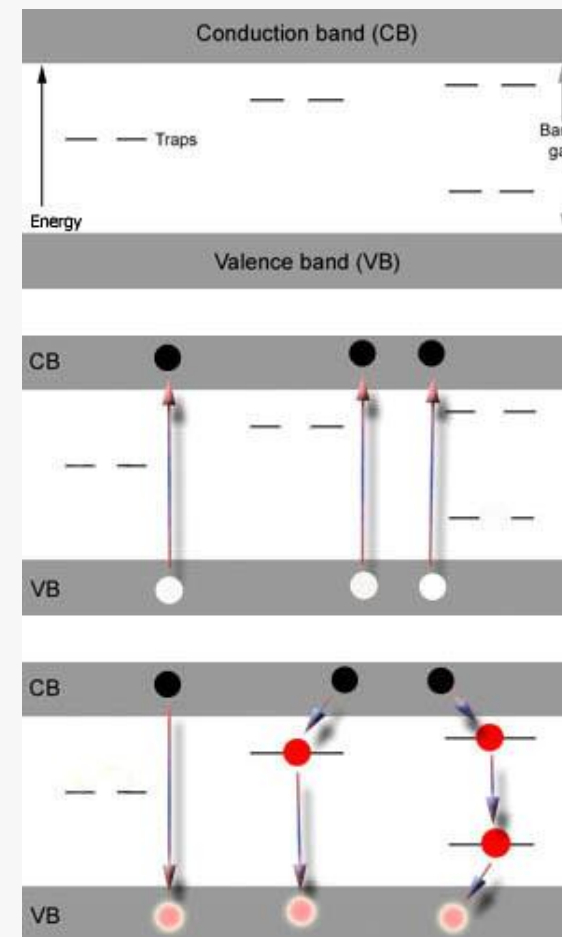 Conduction band (CB)
Traps
Energy
Valence band (VB)
CB
VB
CB
VB